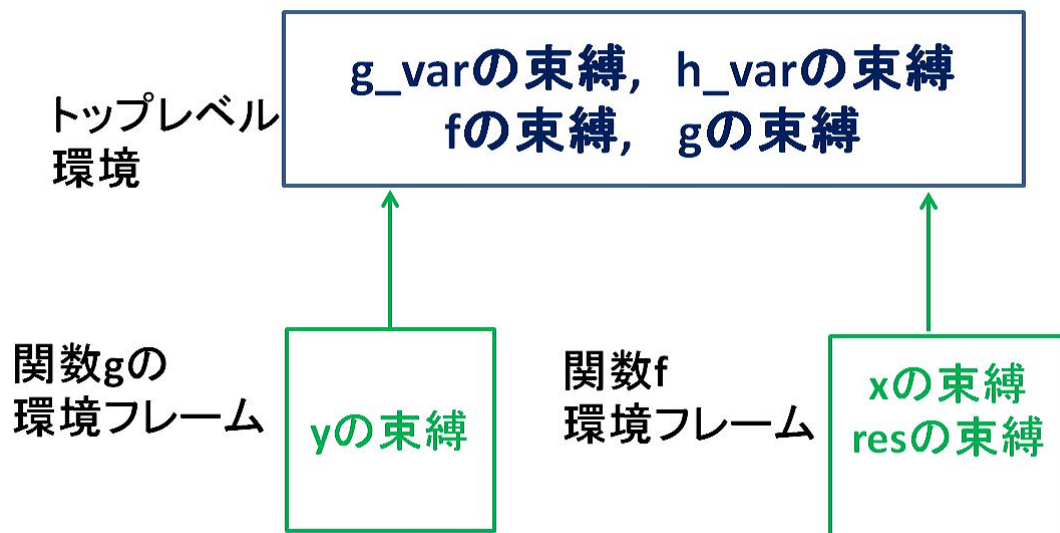 g_varの束縛, h_varの束縛
fの束縛, gの束縛
トップレベル
環境
関数gの
環境フレーム
yの束縛
関数f
環境フレーム
xの束縛
resの束縛